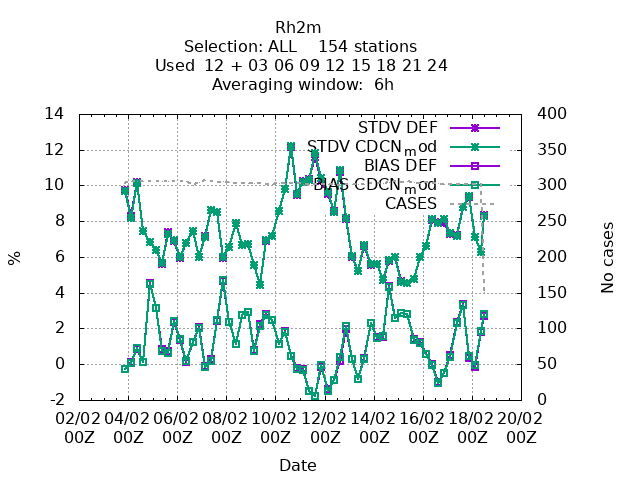 Rh2m
Selection: ALL    154 stations
Used  12 + 03 06 09 12 15 18 21 24
Averaging window:  6h
14
12
10
8
6
4
2
0
-2
%
400
350
300
250
200
150
100
50
0
No cases
STDV DEF
STDV CDCNmod
BIAS DEF
BIAS CDCNmod
CASES
02/02 04/02 06/02 08/02 10/02 12/02 14/02 16/02 18/02 20/02
00Z 00Z 00Z 00Z 00Z 00Z 00Z 00Z 00Z 00Z
Date